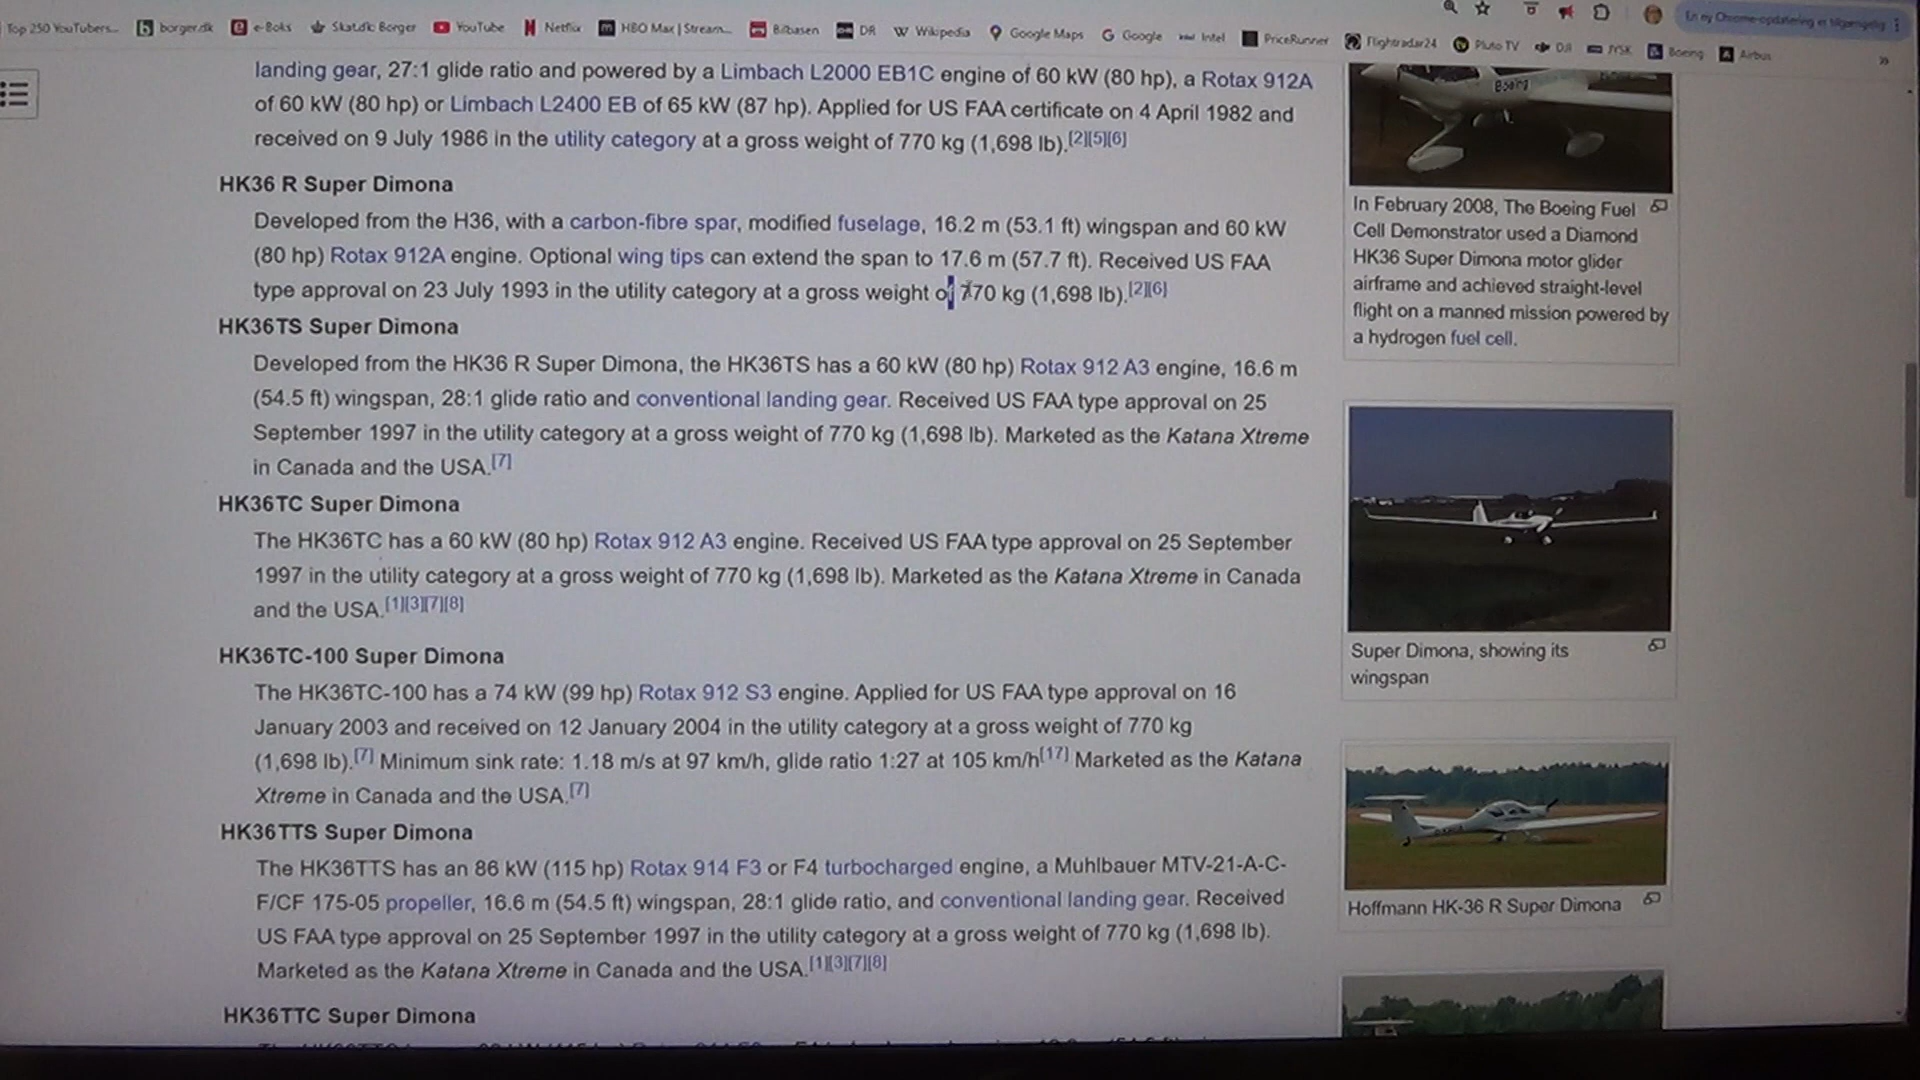 Top 250 YouTubers... borger.dk e-Boks Skat.dk: Borger YouTube Netflix HBO Max | Stream... Bilbasen DR Wikipedia Google Maps Google Intel PriceRunner Flightradar24 Pluto TV DJI JYSK Boeing Airbus
En ny Chrome-opdatering er tilgængelig
landing gear, 27:1 glide ratio and powered by a Limbach L2000 EB1C engine of 60 kW (80 hp), a Rotax 912A
of 60 kW (80 hp) or Limbach L2400 EB of 65 kW (87 hp). Applied for US FAA certificate on 4 April 1982 and
received on 9 July 1986 in the utility category at a gross weight of 770 kg (1,698 lb).[2][5][6]
HK36 R Super Dimona
Developed from the H36, with a carbon-fibre spar, modified fuselage, 16.2 m (53.1 ft) wingspan and 60 kW
(80 hp) Rotax 912A engine. Optional wing tips can extend the span to 17.6 m (57.7 ft). Received US FAA
type approval on 23 July 1993 in the utility category at a gross weight of 770 kg (1,698 lb).[2][6]
HK36TS Super Dimona
Developed from the HK36 R Super Dimona, the HK36TS has a 60 kW (80 hp) Rotax 912 A3 engine, 16.6 m
(54.5 ft) wingspan, 28:1 glide ratio and conventional landing gear. Received US FAA type approval on 25
September 1997 in the utility category at a gross weight of 770 kg (1,698 lb). Marketed as the Katana Xtreme
in Canada and the USA.[7]
HK36TC Super Dimona
The HK36TC has a 60 kW (80 hp) Rotax 912 A3 engine. Received US FAA type approval on 25 September
1997 in the utility category at a gross weight of 770 kg (1,698 lb). Marketed as the Katana Xtreme in Canada
and the USA.[1][3][7][8]
HK36TC-100 Super Dimona
The HK36TC-100 has a 74 kW (99 hp) Rotax 912 S3 engine. Applied for US FAA type approval on 16
January 2003 and received on 12 January 2004 in the utility category at a gross weight of 770 kg
(1,698 lb).[7] Minimum sink rate: 1.18 m/s at 97 km/h, glide ratio 1:27 at 105 km/h[17] Marketed as the Katana
Xtreme in Canada and the USA.[7]
HK36TTS Super Dimona
The HK36TTS has an 86 kW (115 hp) Rotax 914 F3 or F4 turbocharged engine, a Muhlbauer MTV-21-A-C-
F/CF 175-05 propeller, 16.6 m (54.5 ft) wingspan, 28:1 glide ratio, and conventional landing gear. Received
US FAA type approval on 25 September 1997 in the utility category at a gross weight of 770 kg (1,698 lb).
Marketed as the Katana Xtreme in Canada and the USA.[1][3][7][8]
HK36TTC Super Dimona
Boeing
In February 2008, The Boeing Fuel
Cell Demonstrator used a Diamond
HK36 Super Dimona motor glider
airframe and achieved straight-level
flight on a manned mission powered by
a hydrogen fuel cell.
Super Dimona, showing its
wingspan
Hoffmann HK-36 R Super Dimona